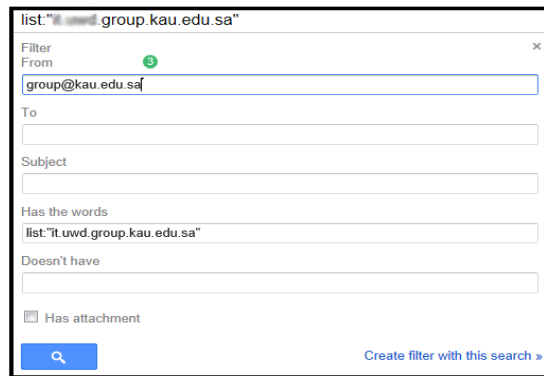 list:".group.kau.edu.sa"
Filter
×
From
3
group@kau.edu.sa
To
Subject
Has the words
list:"it.uwd.group.kau.edu.sa"
Doesn't have
Has attachment
Create filter with this search »